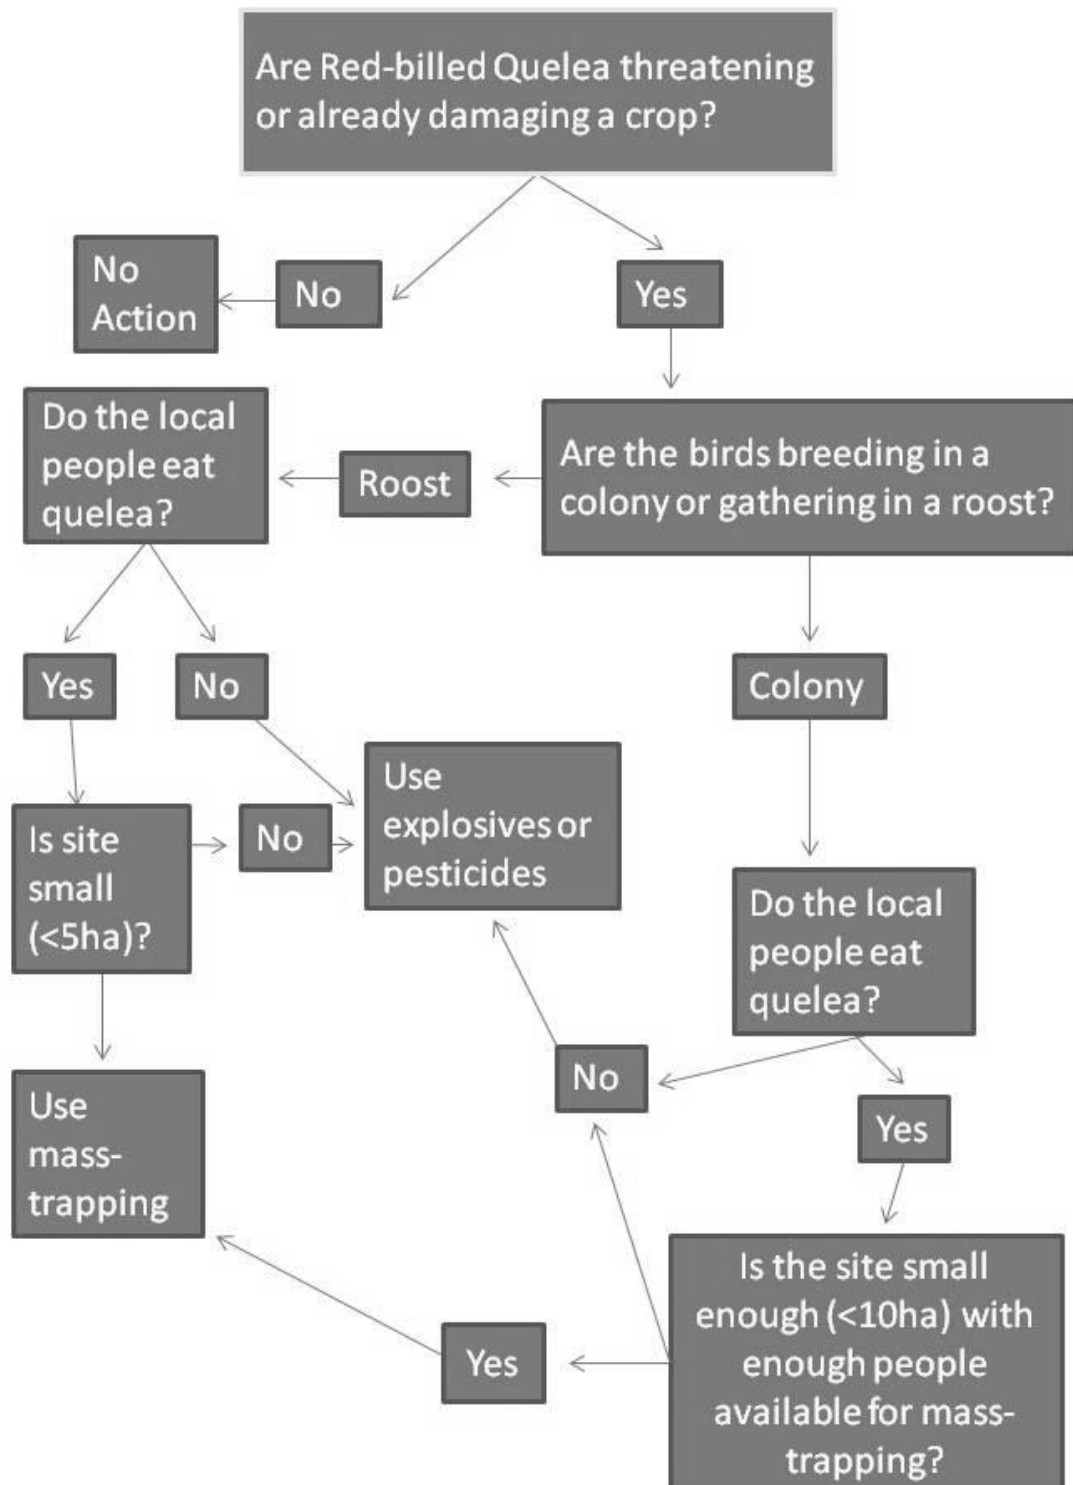 Are Red-billed Quelea threatening
or already damaging a crop?
No
Action
No
Yes
Do the local
people eat
quelea?
Roost
Are the birds breeding in a
colony or gathering in a roost?
Yes
No
Colony
Is site
small
(<5ha)?
No
Use
explosives or
pesticides
Do the local
people eat
quelea?
Use
mass-
trapping
No
Yes
Yes
Is the site small
enough (<10ha) with
enough people
available for mass-
trapping?